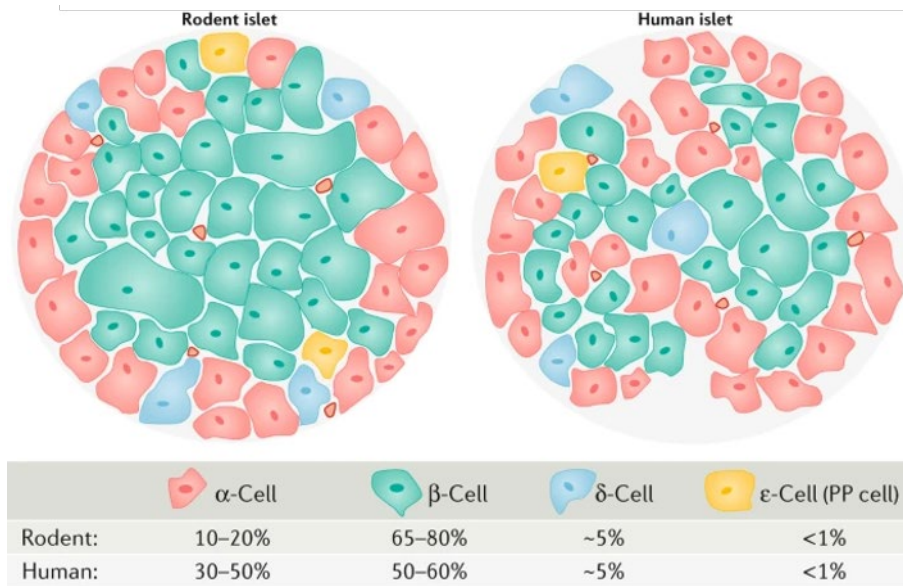 Rodent islet
Human islet
α-Cell β-Cell δ-Cell ε-Cell (PP cell)
Rodent: 10–20% 65–80% ~5% <1%
Human: 30–50% 50–60% ~5% <1%